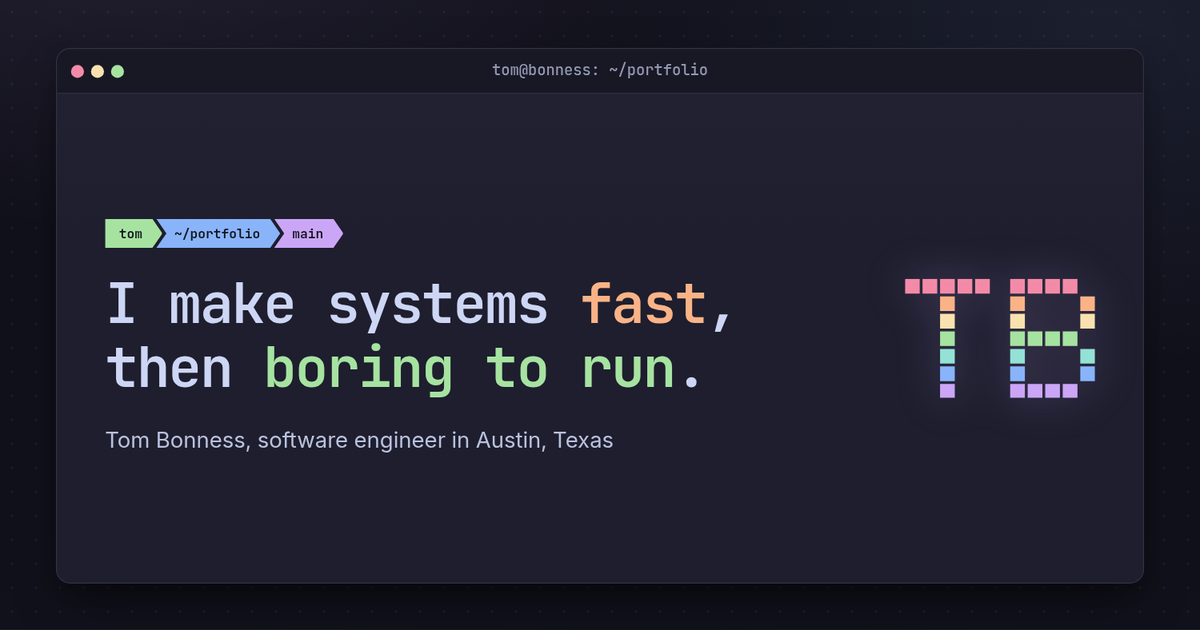 tom@bonness: ~/portfolio
tom ~/portfolio main
I make systems fast,
then boring to run.
Tom Bonness, software engineer in Austin, Texas
TB